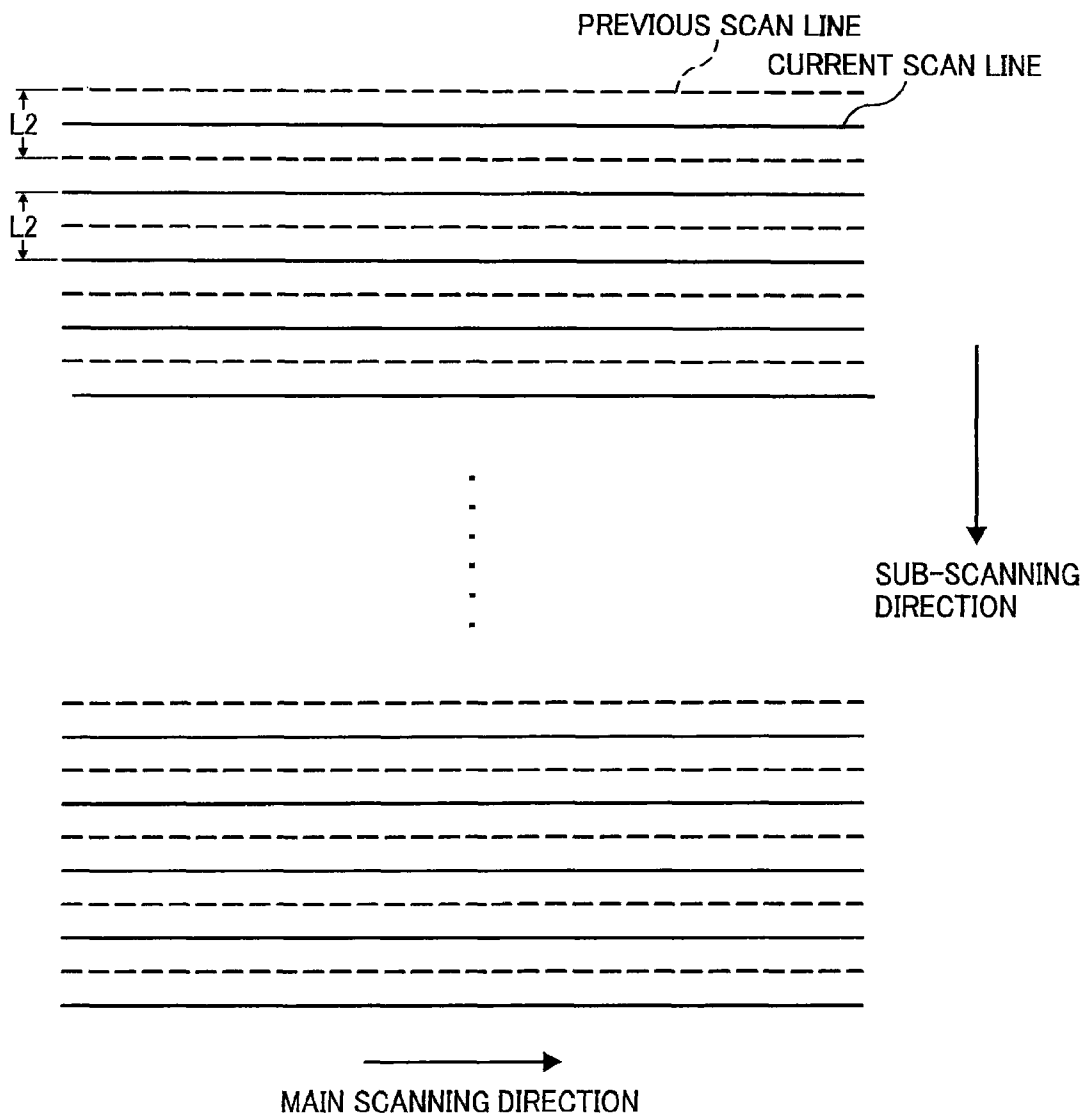 PREVIOUS SCAN LINE
CURRENT SCAN LINE
L2
L2
SUB-SCANNING
DIRECTION
MAIN SCANNING DIRECTION